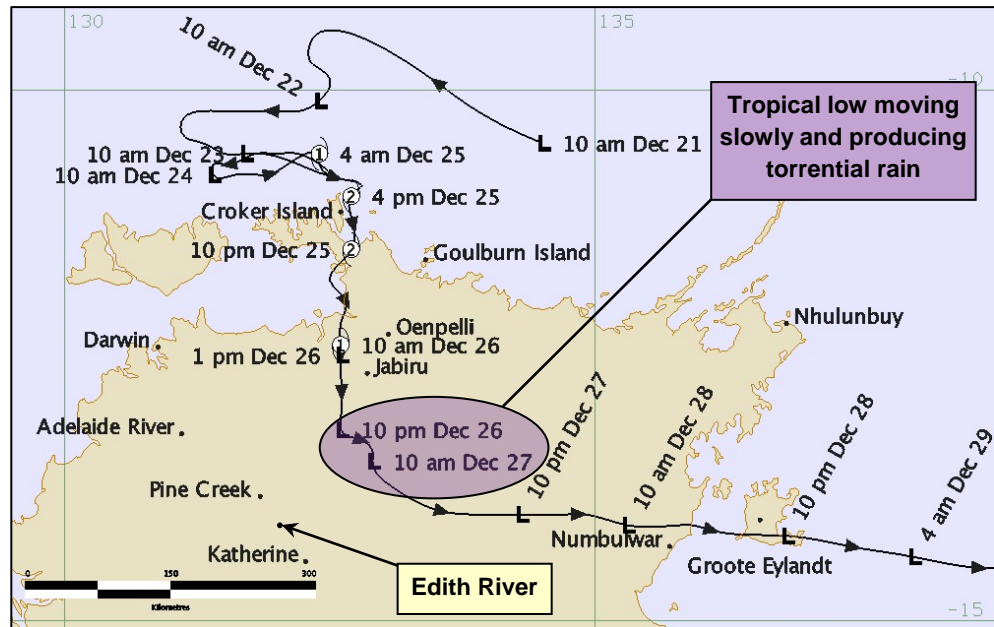 130
135
-10
10 am Dec 22
Tropical low moving
slowly and producing
torrential rain
10 am Dec 21
10 am Dec 23
1
4 am Dec 25
10 am Dec 24
2
4 pm Dec 25
Croker Island
10 pm Dec 25
2
Goulburn Island
Nhulunbuy
Darwin
Oenpelli
1
10 am Dec 26
1 pm Dec 26
Jabiru
10 pm Dec 27
10 am Dec 28
10 pm Dec 28
4 am Dec 29
Adelaide River
10 pm Dec 26
10 am Dec 27
Pine Creek
Numbulwar
Katherine
Groote Eylandt
Edith River
0 150 300
Kilometres
-15
L
L
L
L
L
L
L
L
L
L
L
L